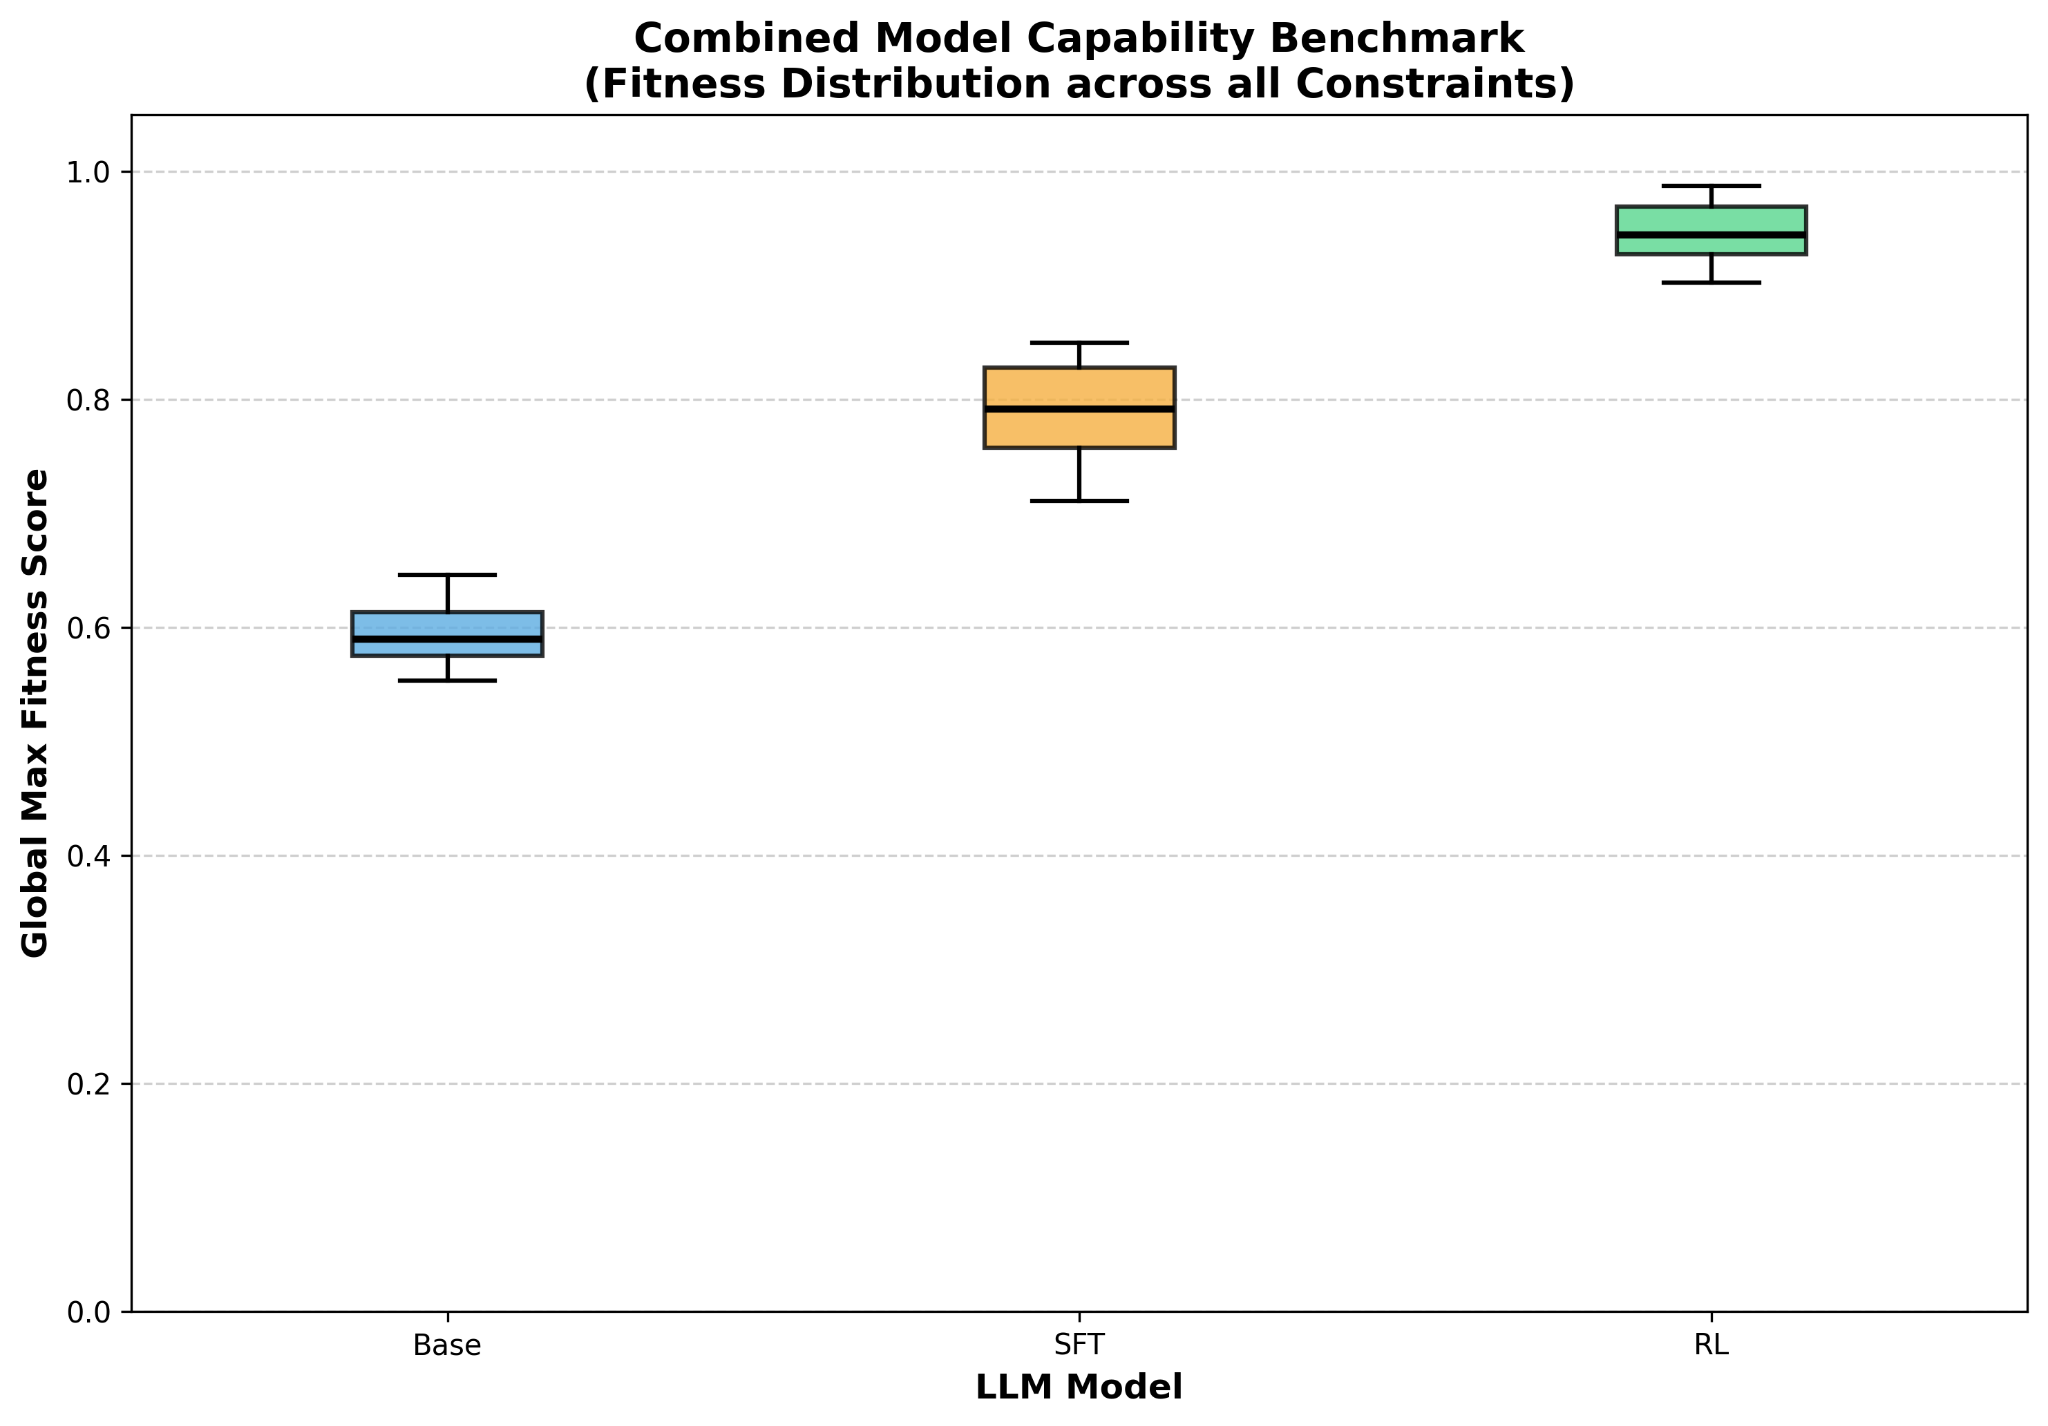 Combined Model Capability Benchmark
(Fitness Distribution across all Constraints)
Global Max Fitness Score
1.0
0.8
0.6
0.4
0.2
0.0
Base
SFT
RL
LLM Model